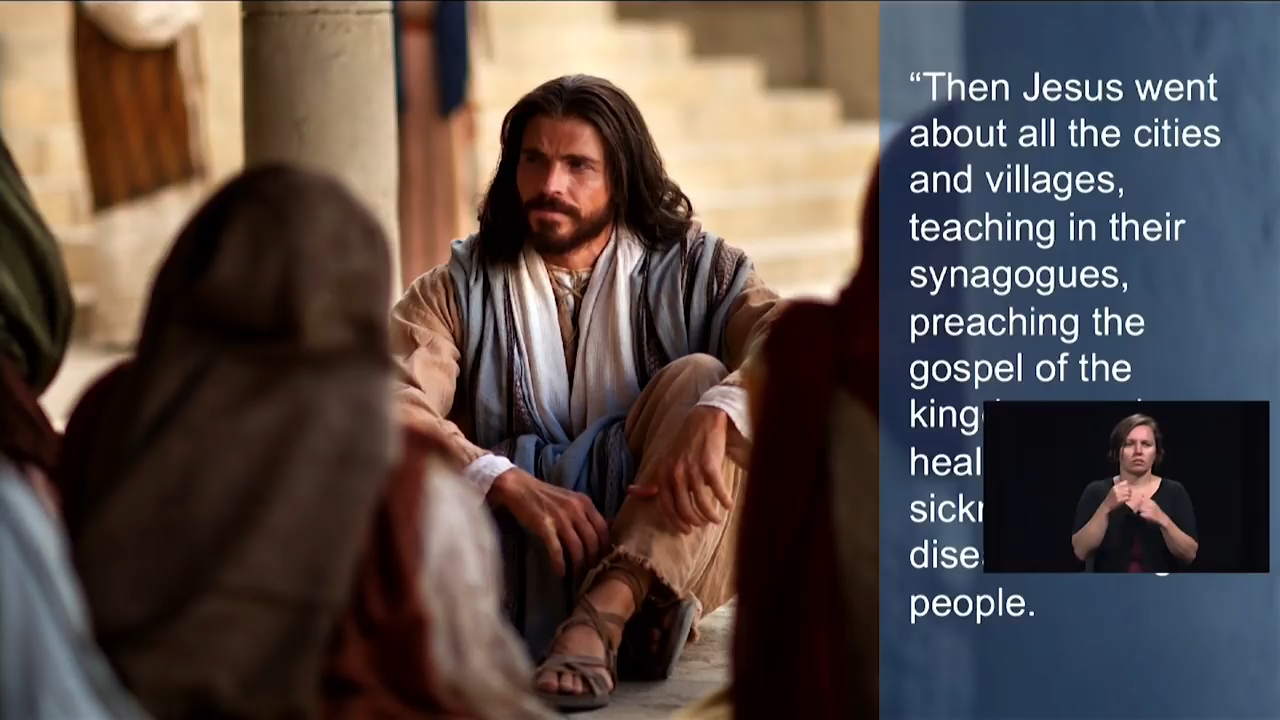 “Then Jesus went
about all the cities
and villages,
teaching in their
synagogues,
preaching the
gospel of the
people.